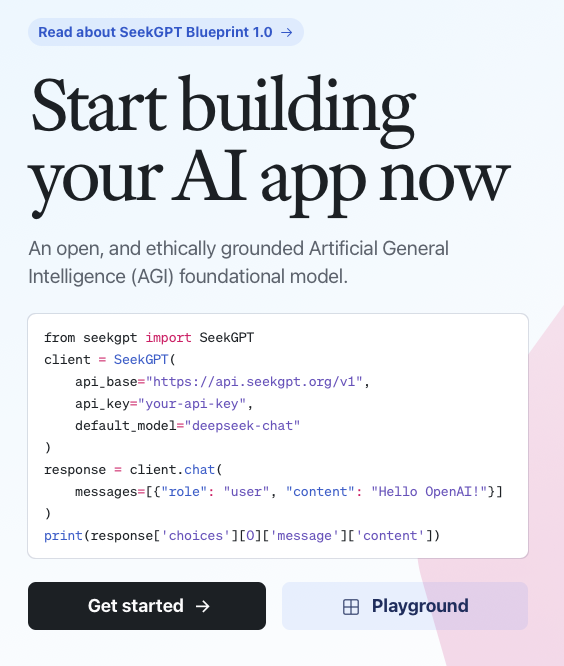 Read about SeekGPT Blueprint 1.0 →
Start building
your AI app now
An open, and ethically grounded Artificial General
Intelligence (AGI) foundational model.
from seekgpt import SeekGPT
client = SeekGPT(
    api_base="https://api.seekgpt.org/v1",
    api_key="your-api-key",
    default_model="deepseek-chat"
)
response = client.chat(
    messages=[{"role": "user", "content": "Hello OpenAI!"}]
)
print(response['choices'][0]['message']['content'])
Get started →
Playground